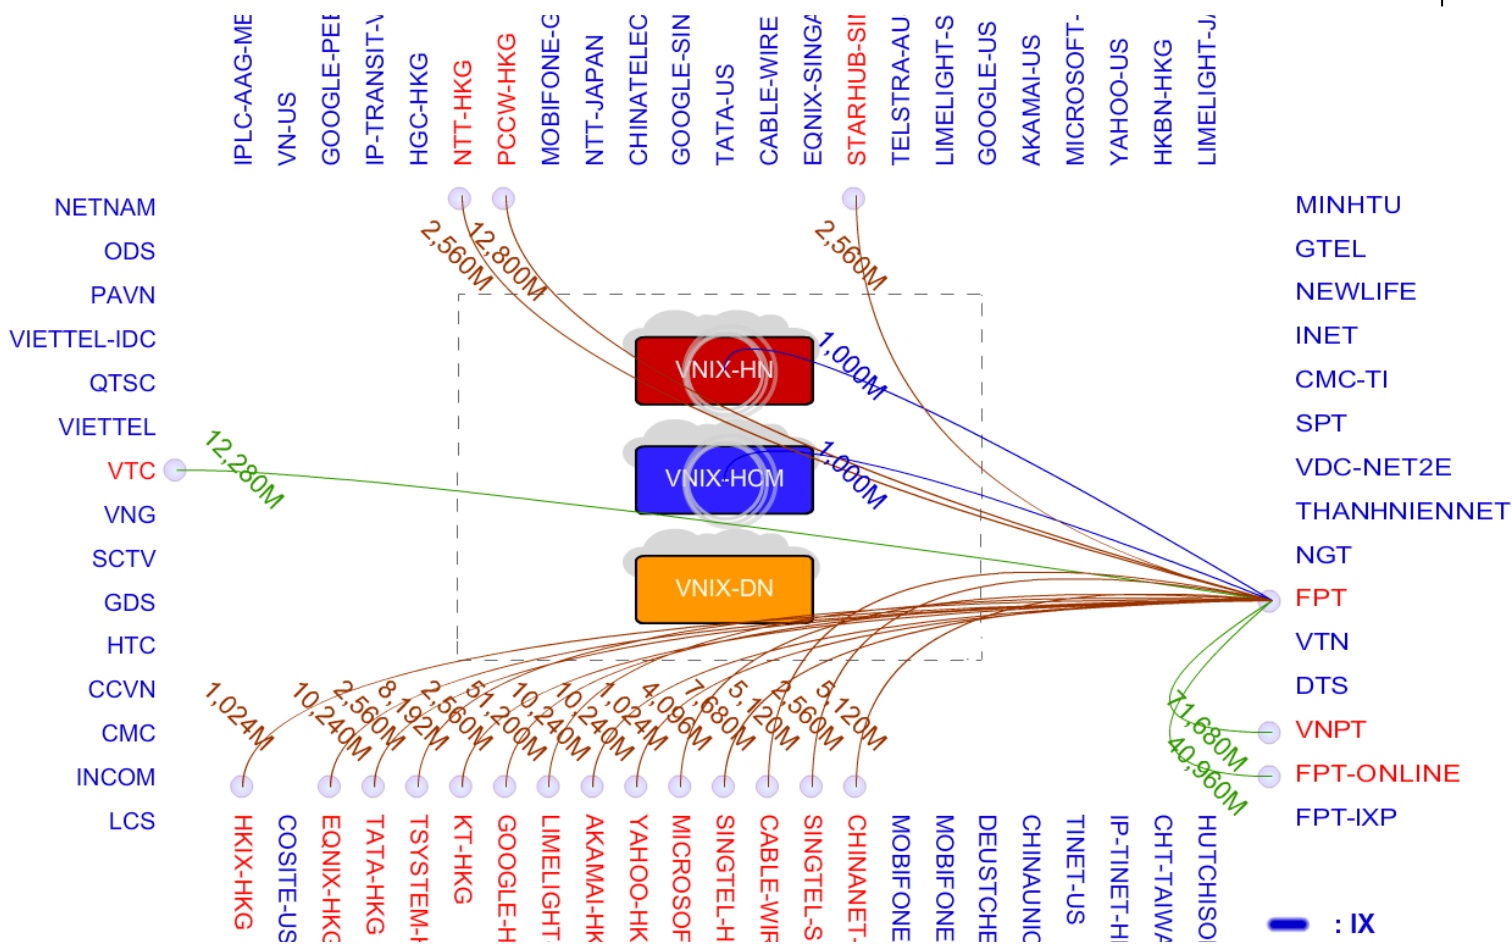 IPLC-AAG-ME
VN-US
GOOGLE-PEE
IP-TRANSIT-V
HGC-HKG
NTT-HKG
PCCW-HKG
MOBIFONE-G
NTT-JAPAN
CHINATELEC
GOOGLE-SIN
TATA-US
CABLE-WIRE
EQNIX-SINGA
STARHUB-SIN
TELSTRA-AU
LIMELIGHT-S
GOOGLE-US
AKAMAI-US
MICROSOFT-
YAHOO-US
HKBN-HKG
LIMELIGHT-JA
NETNAM
ODS
PAVN
VIETTEL-IDC
QTSC
VIETTEL
VTC
VNG
SCTV
GDS
HTC
CCVN
CMC
INCOM
LCS
2,560M
12,800M
2,560M
VNIX-HN
1,000M
VNIX-HCM
1,000M
12,280M
VNIX-DN
MINHTU
GTEL
NEWLIFE
INET
CMC-TI
SPT
VDC-NET2E
THANHNIENNET
NGT
FPT
VTN
DTS
VNPT
FPT-ONLINE
FPT-IXP
71,680M
40,960M
1,024M
10,240M
2,560M
8,192M
2,560M
51,200M
10,240M
10,240M
1,024M
4,096M
7,680M
5,120M
2,560M
5,120M
HKIX-HKG
COSITE-US
EQNIX-HKG
TATA-HKG
TSYSTEM-H
KT-HKG
GOOGLE-H
LIMELIGHT-
AKAMAI-HK
YAHOO-HK
MICROSOF
SINGTEL-H
CABLE-WIR
SINGTEL-S
CHINANET-
MOBIFONE
MOBIFONE
DEUSTCHE
CHINAUNIC
TINET-US
IP-TINET-H
CHT-TAIWA
HUTCHISO
: IX